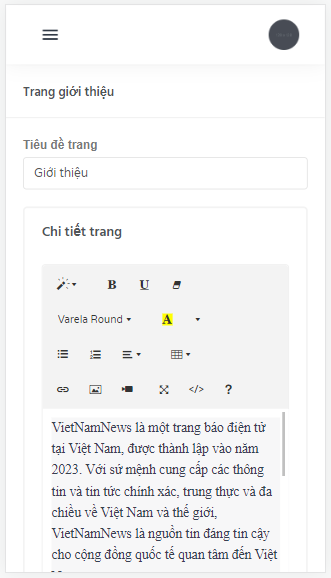 Trang giới thiệu
Tiêu đề trang
Giới thiệu
Chi tiết trang
B U
Varela Round A
</> ?
VietNamNews là một trang báo điện tử
tại Việt Nam, được thành lập vào năm
2023. Với sứ mệnh cung cấp các thông
tin và tin tức chính xác, trung thực và đa
chiều về Việt Nam và thế giới,
VietNamNews là nguồn tin đáng tin cậy
cho cộng đồng quốc tế quan tâm đến Việt